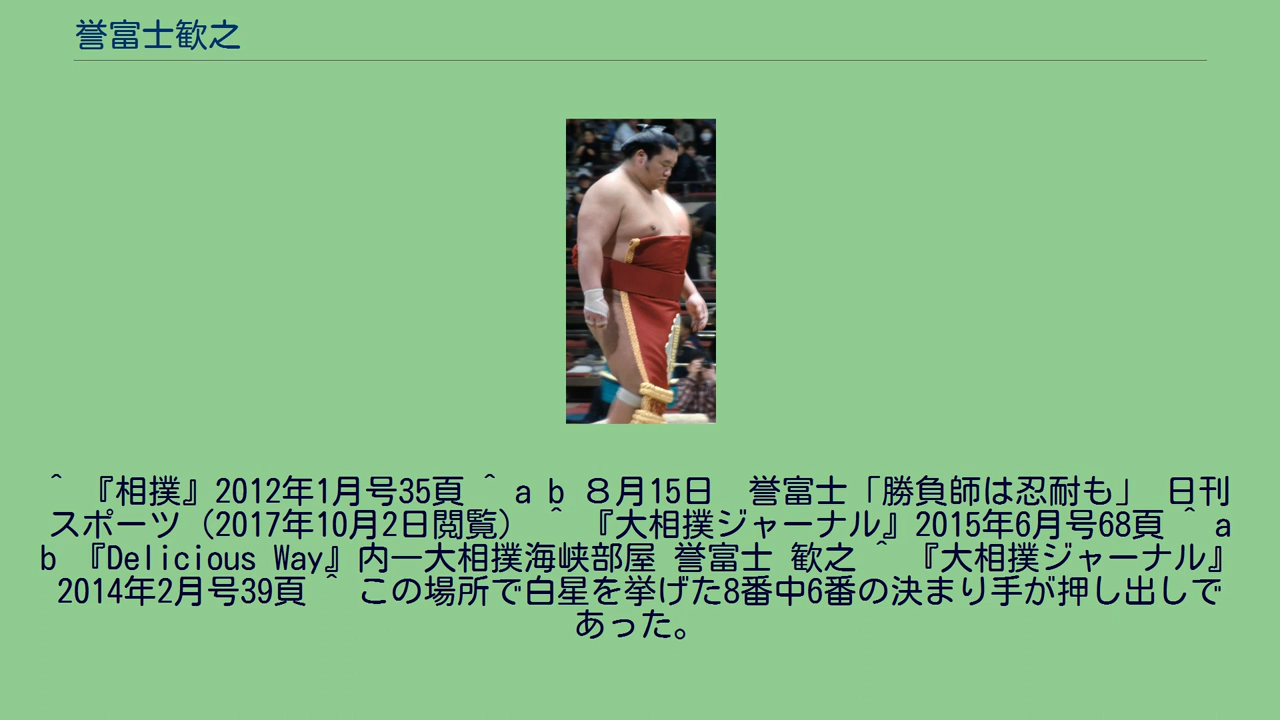 誉富士歓之
^ 『相撲』2012年1月号35頁 ^ a b ８月15日　誉富士「勝負師は忍耐も」 日刊
スポーツ（2017年10月2日閲覧） ^ 『大相撲ジャーナル』2015年6月号68頁 ^ a
b 『Delicious Way』内―大相撲海峡部屋 誉富士 歓之 ^ 『大相撲ジャーナル』
2014年2月号39頁 ^ この場所で白星を挙げた8番中6番の決まり手が押し出しで
あった。